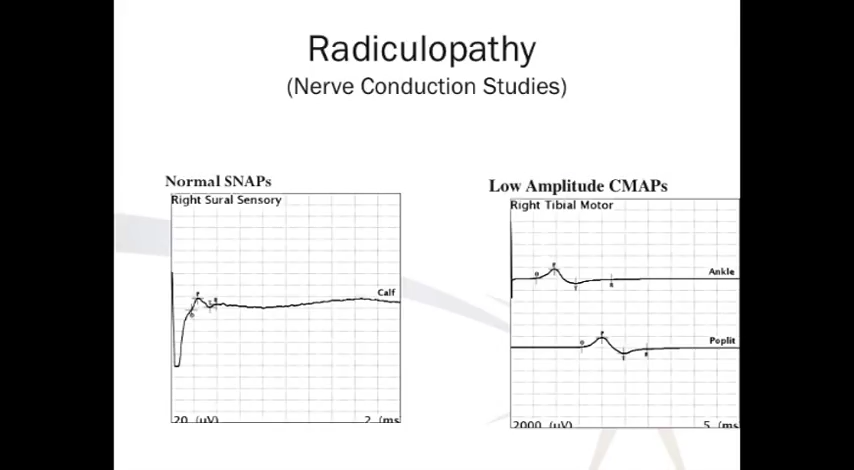 Radiculopathy
(Nerve Conduction Studies)
Normal SNAPs
Right Sural Sensory
Calf
20 (uV)
2 (ms
Low Amplitude CMAPs
Right Tibial Motor
Ankle
Poplit
2000 (uV)
5 (ms